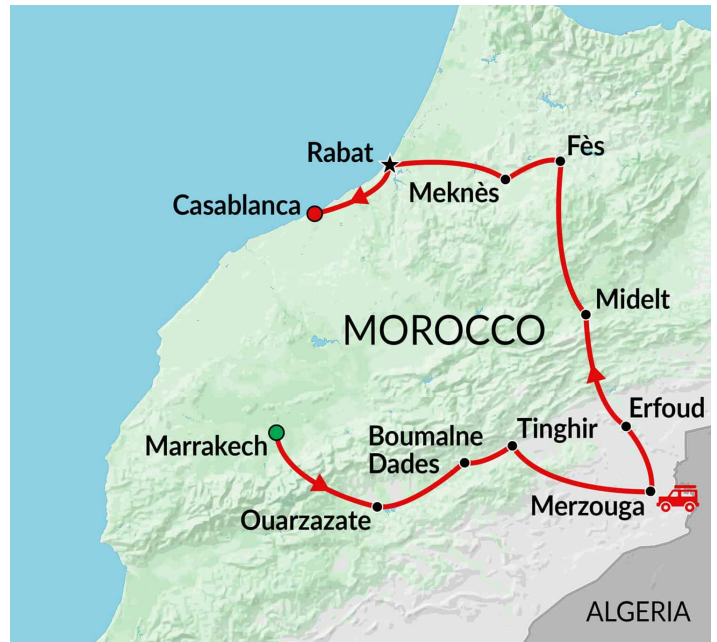 Rabat
Fès
Meknès
Casablanca
Midelt
MOROCCO
Erfoud
Tinghir
Boumalne
Dades
Marrakech
Merzouga
Ouarzazate
ALGERIA